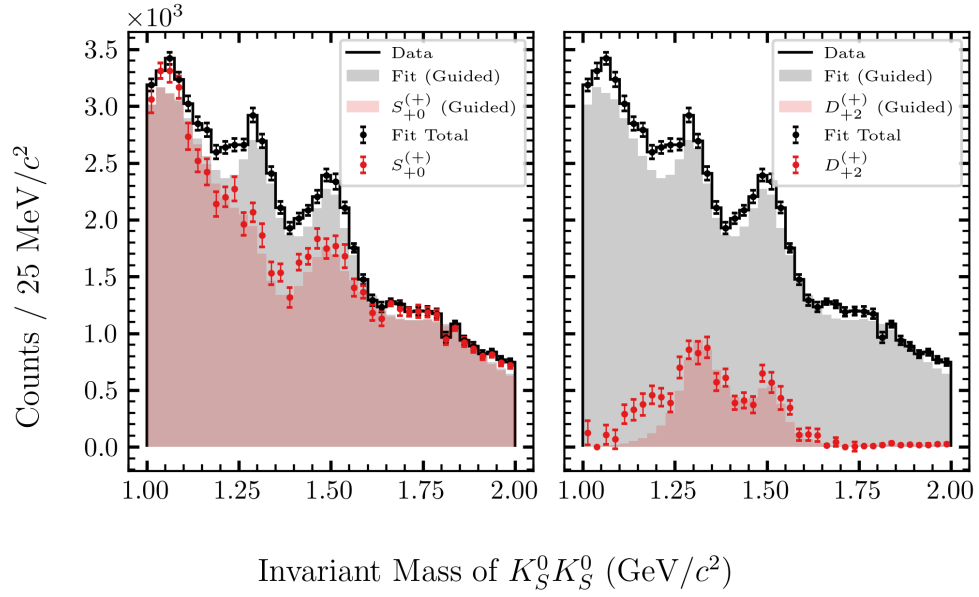 ×10³
Counts / 25 MeV/c²
3.5
3.0
2.5
2.0
1.5
1.0
0.5
0.0
Data
Fit (Guided)
S₊₀⁽⁺⁾ (Guided)
Fit Total
S₊₀⁽⁺⁾
Data
Fit (Guided)
D₊₂⁽⁺⁾ (Guided)
Fit Total
D₊₂⁽⁺⁾
1.00 1.25 1.50 1.75 2.00
1.00 1.25 1.50 1.75 2.00
Invariant Mass of K⁰_S K⁰_S (GeV/c²)